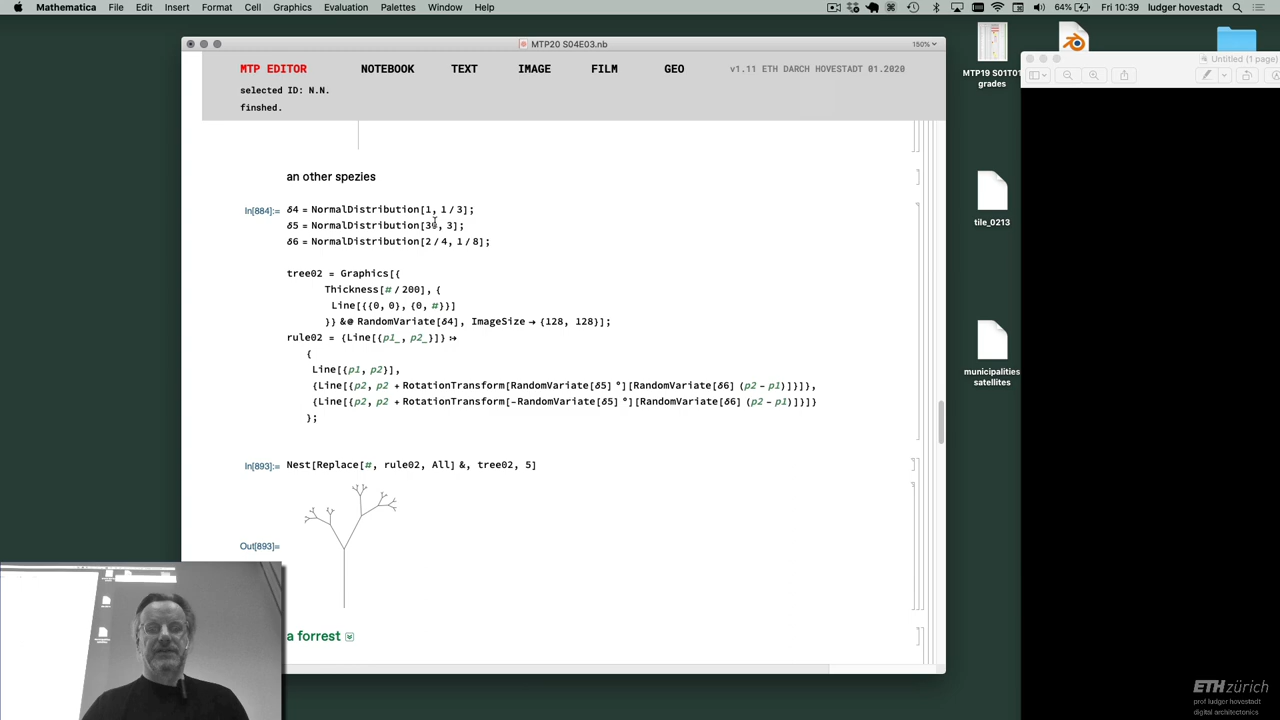 Mathematica File Edit Insert Format Cell Graphics Evaluation Palettes Window Help 64% Fri 10:39 ludger hovestadt
MTP20 S04E03.nb 150%
MTP EDITOR NOTEBOOK TEXT IMAGE FILM GEO v1.11 ETH DARCH HOVESTADT 01.2020
selected ID: N.N.
finshed.
an other spezies
In[884]:= δ4 = NormalDistribution[1, 1 / 3];
δ5 = NormalDistribution[30, 3];
δ6 = NormalDistribution[2 / 4, 1 / 8];
tree02 = Graphics[{
Thickness[# / 200], {
Line[{{0, 0}, {0, #}}]
}} &@ RandomVariate[δ4], ImageSize → {128, 128}];
rule02 = {Line[{p1_, p2_}]} :→
{
Line[{p1, p2}],
{Line[{p2, p2 + RotationTransform[RandomVariate[δ5] °][RandomVariate[δ6] (p2 - p1)]}]},
{Line[{p2, p2 + RotationTransform[-RandomVariate[δ5] °][RandomVariate[δ6] (p2 - p1)]}]}
};
In[893]:= Nest[Replace[#, rule02, All] &, tree02, 5]
Out[893]=
a forrest
MTP19 S01T01
grades
tile_0213
municipalities
satellites
Untitled (1 page)
ETH zürich
prof ludger hovestadt
digital architectonics